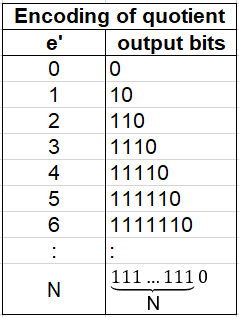 Encoding of quotient
e' output bits
0 0
1 10
2 110
3 1110
4 11110
5 111110
6 1111110
: :
N 111 ... 111 0
N